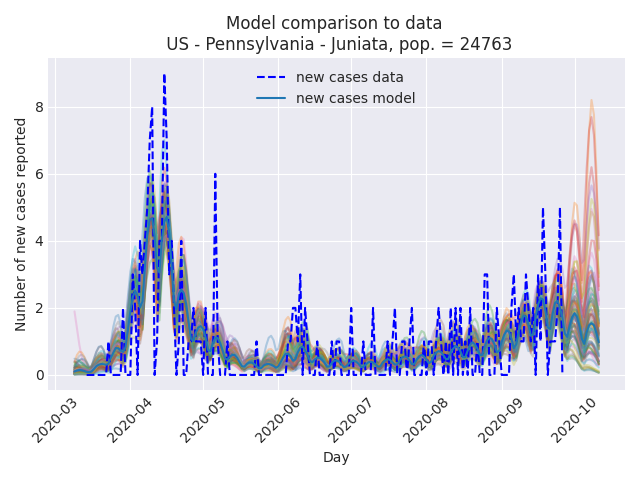 Model comparison to data
US - Pennsylvania - Juniata, pop. = 24763
new cases data
new cases model
Number of new cases reported
8
6
4
2
0
2020-03
2020-04
2020-05
2020-06
2020-07
2020-08
2020-09
2020-10
Day